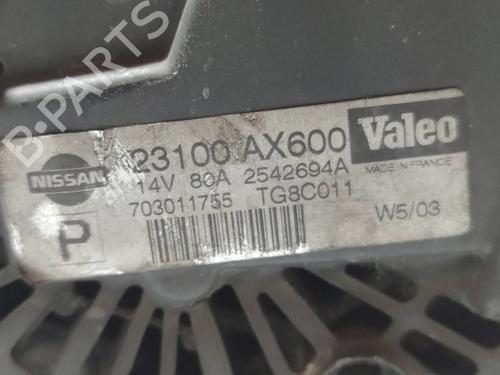 B-PARTS
23100 AX600
Valeo
NISSAN
14V 80A 2542694A
MADE IN FRANCE
703011755 TG8C011
P
W5/03